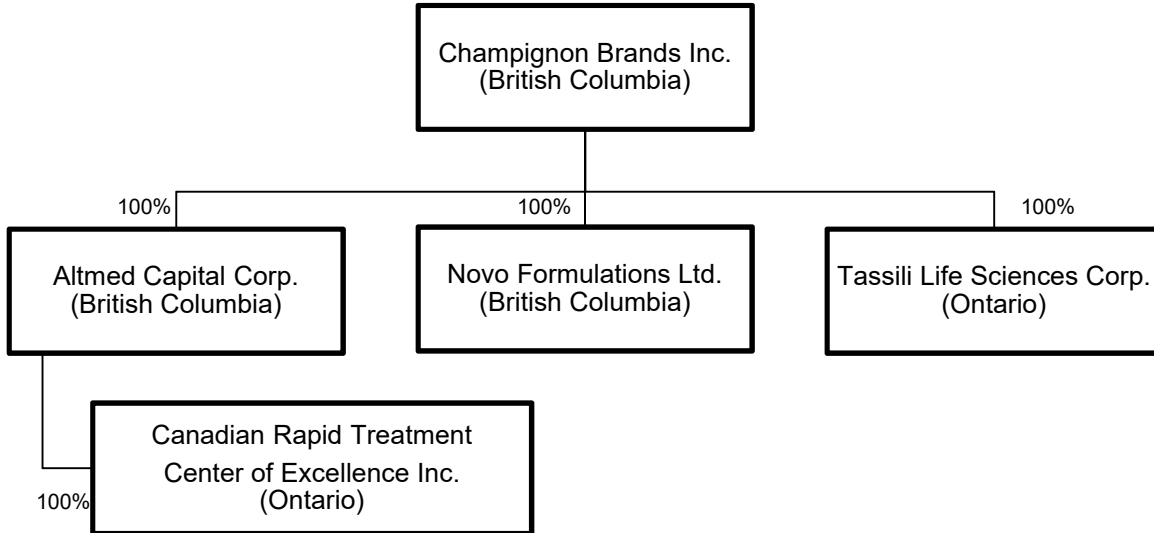 Champignon Brands Inc.
(British Columbia)
100%
100%
100%
Altmed Capital Corp.
(British Columbia)
Novo Formulations Ltd.
(British Columbia)
Tassili Life Sciences Corp.
(Ontario)
Canadian Rapid Treatment
Center of Excellence Inc.
(Ontario)
100%